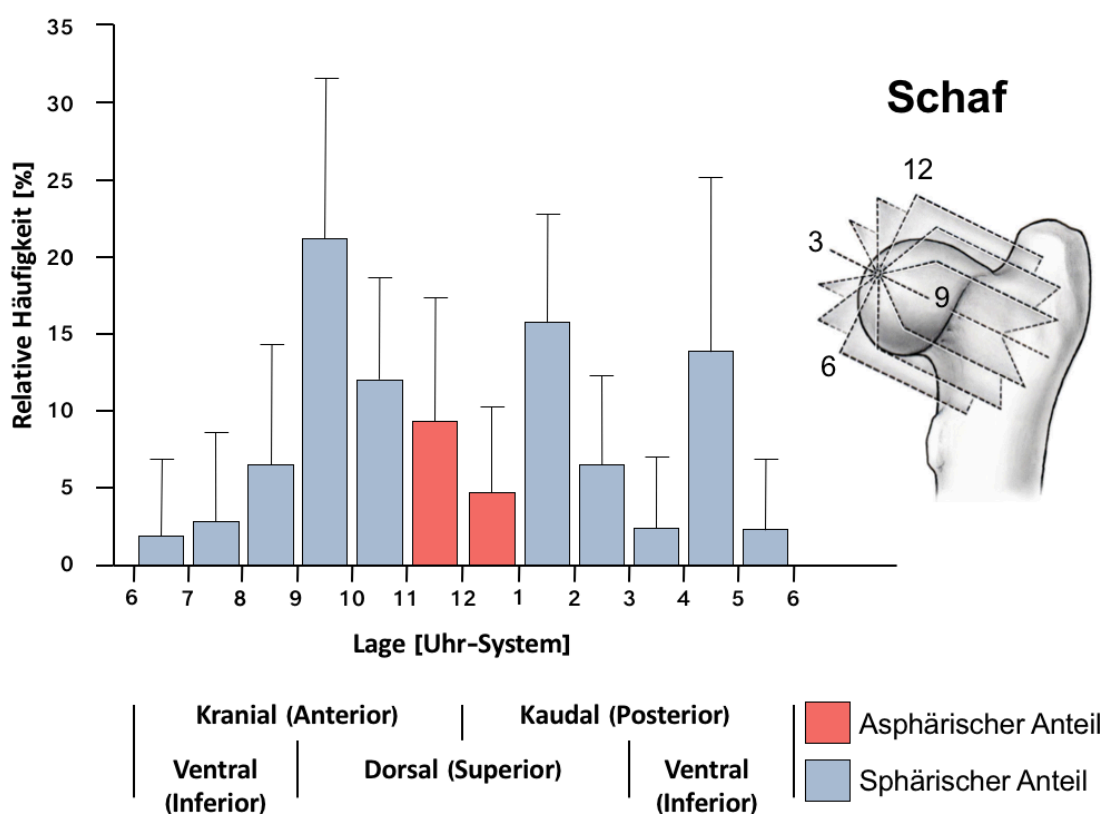 35
30
25
20
15
10
5
0
Relative Häufigkeit [%]
6 7 8 9 10 11 12 1 2 3 4 5 6
Lage [Uhr-System]
Kranial (Anterior) Kaudal (Posterior)
Ventral
(Inferior)
Dorsal (Superior)
Ventral
(Inferior)
Schaf
12
3
9
6
Asphärischer Anteil
Sphärischer Anteil